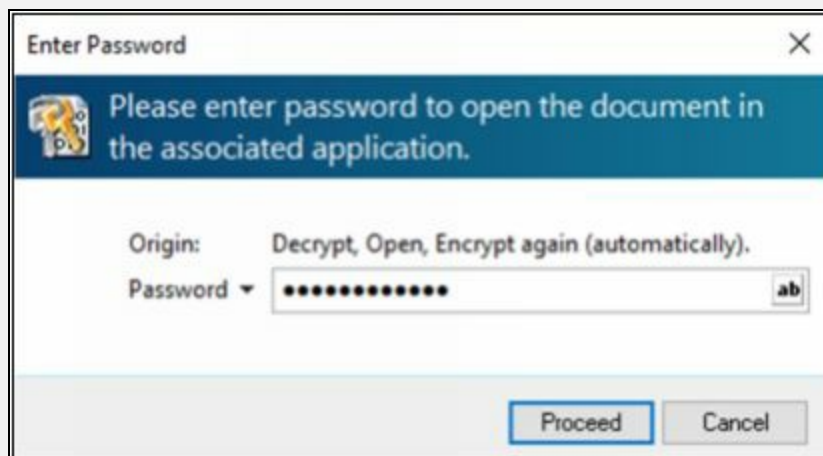 Enter Password
Please enter password to open the document in
the associated application.
Origin: Decrypt, Open, Encrypt again (automatically).
Password ●●●●●●●●●●●● ab
Proceed Cancel